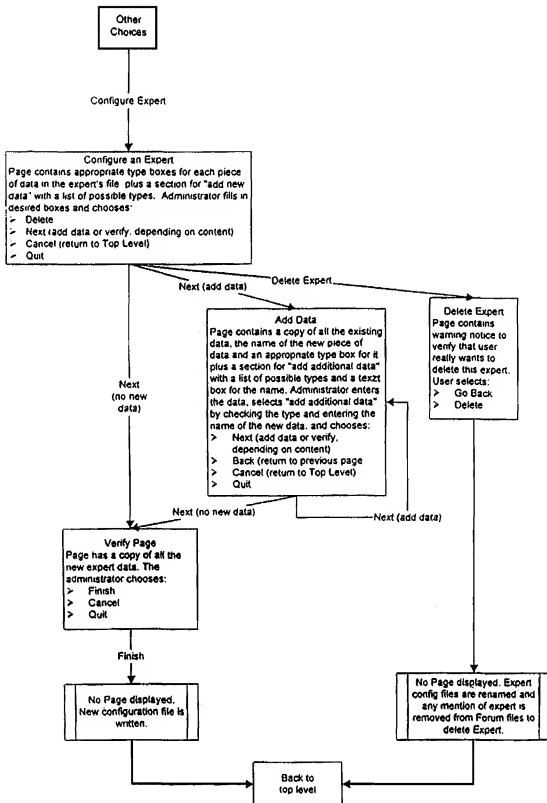 Other
Choices
Configure Expert
Configure an Expert
Page contains appropriate type boxes for each piece
of data in the expert's file plus a section for "add new
data" with a list of possible types. Administrator fills in
desired boxes and chooses:
➢ Delete
➢ Next (add data or verify, depending on content)
➢ Cancel (return to Top Level)
➢ Quit
Delete Expert
Next (add data)
Next
(no new
data)
Add Data
Page contains a copy of all the existing
data, the name of the new piece of
data and an appropriate type box for it
plus a section for "add additional data"
with a list of possible types and a texzt
box for the name. Administrator enters
the data, selects "add additional data"
by checking the type and entering the
name of the new data, and chooses:
➢ Next (add data or verify,
depending on content)
➢ Back (return to previous page
➢ Cancel (return to Top Level)
➢ Quit
Delete Expert
Page contains
warning notice to
verify that user
really wants to
delete this expert.
User selects:
➢ Go Back
➢ Delete
Next (no new data)
Next (add data)
Verify Page
Page has a copy of all the
new expert data. The
administrator chooses:
➢ Finish
➢ Cancel
➢ Quit
Finish
No Page displayed.
New configuration file is
written.
No Page displayed. Expert
config files are renamed and
any mention of expert is
removed from Forum files to
delete Expert.
Back to
top level